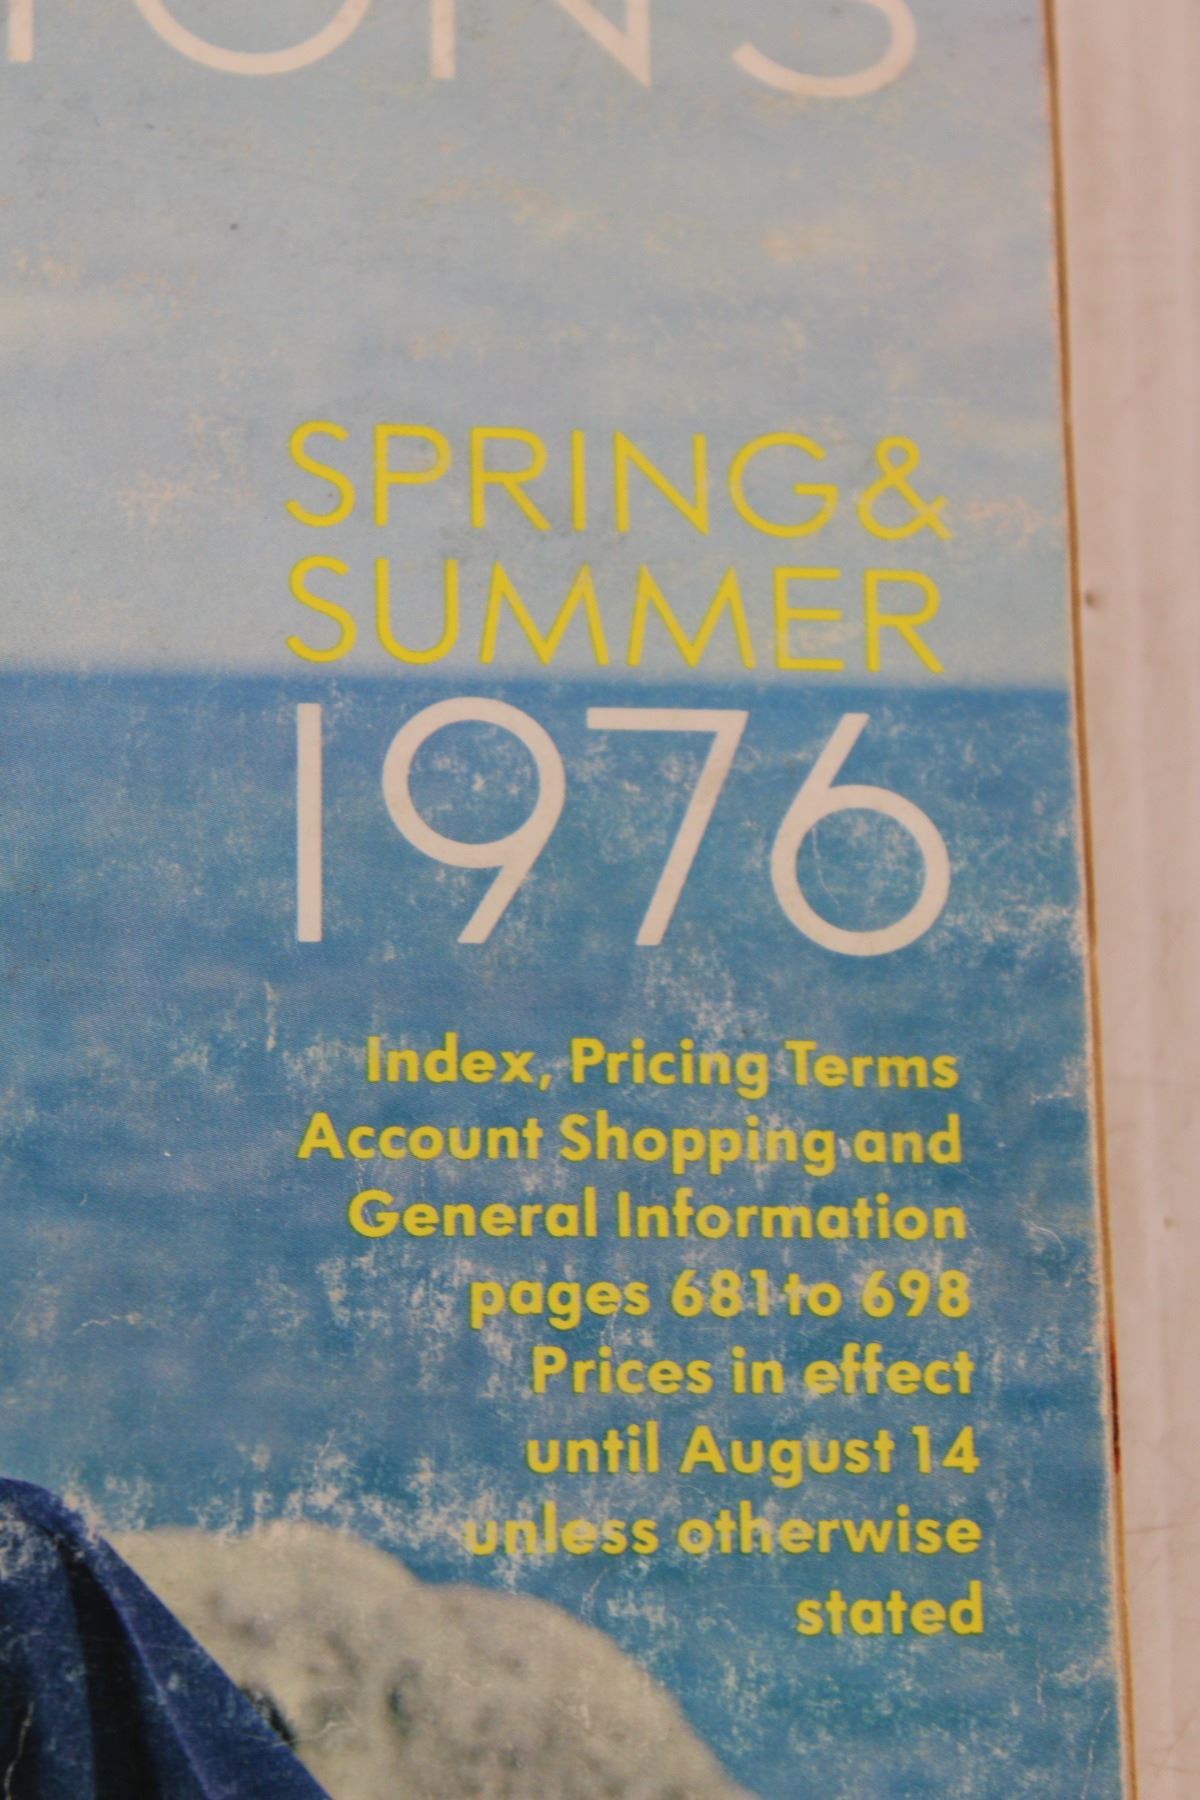 SPRING&
SUMMER
1976
Index, Pricing Terms
Account Shopping and
General Information
pages 681 to 698
Prices in effect
until August 14
unless otherwise
stated